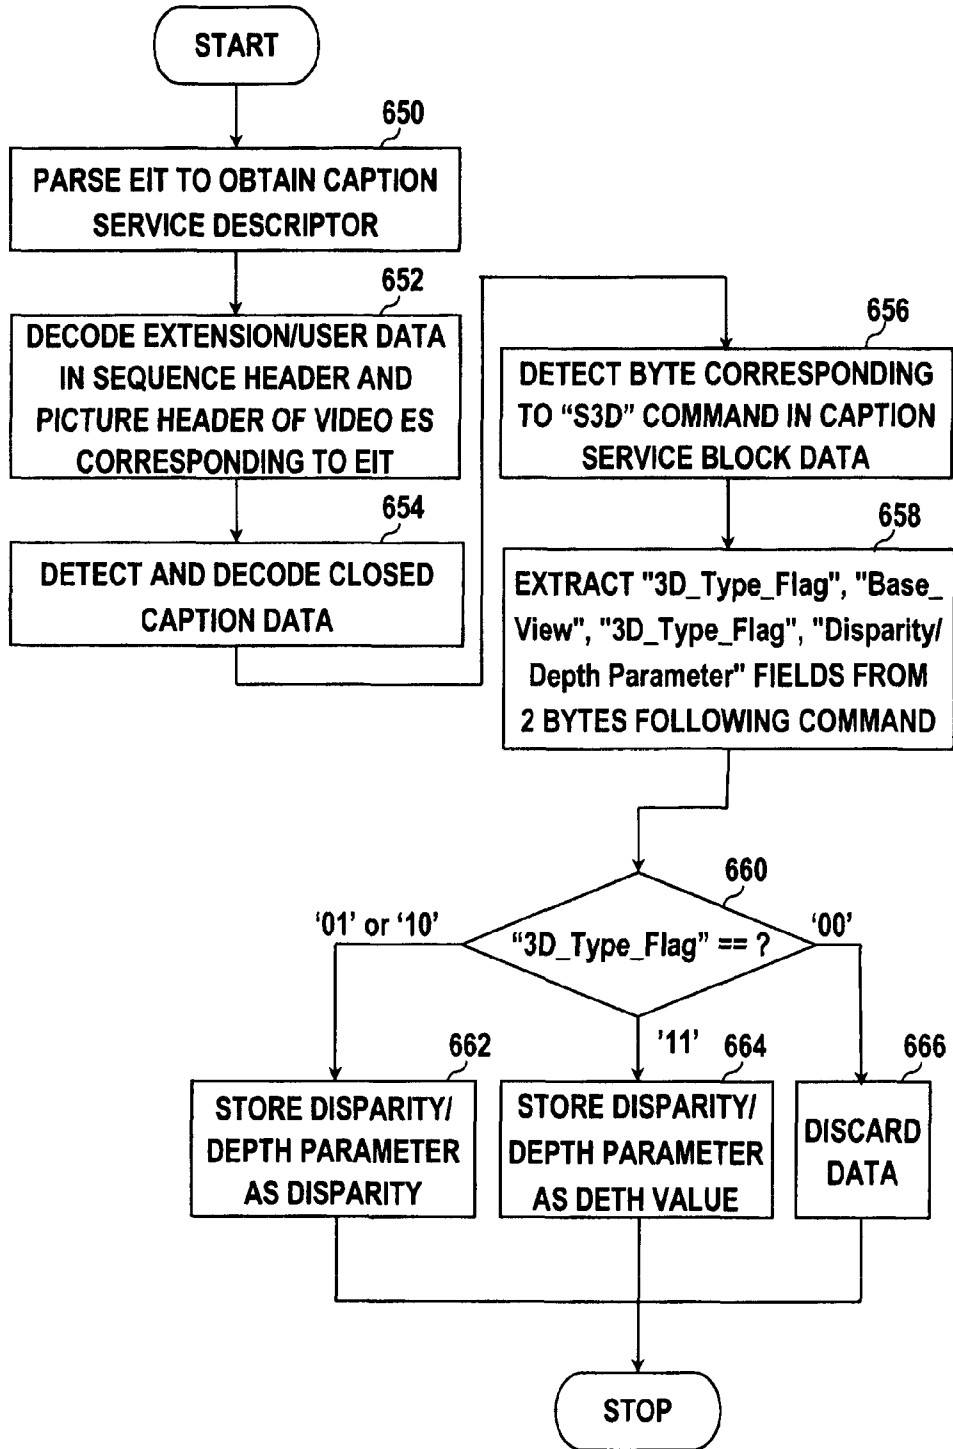 START
650
PARSE EIT TO OBTAIN CAPTION
SERVICE DESCRIPTOR
652
DECODE EXTENSION/USER DATA
IN SEQUENCE HEADER AND
PICTURE HEADER OF VIDEO ES
CORRESPONDING TO EIT
654
DETECT AND DECODE CLOSED
CAPTION DATA
656
DETECT BYTE CORRESPONDING
TO “S3D” COMMAND IN CAPTION
SERVICE BLOCK DATA
658
EXTRACT "3D_Type_Flag", "Base_
View", "3D_Type_Flag", "Disparity/
Depth Parameter" FIELDS FROM
2 BYTES FOLLOWING COMMAND
660
“3D_Type_Flag” == ?
‘01’ or ‘10’
‘00’
'11'
662
STORE DISPARITY/
DEPTH PARAMETER
AS DISPARITY
664
STORE DISPARITY/
DEPTH PARAMETER
AS DETH VALUE
666
DISCARD
DATA
STOP